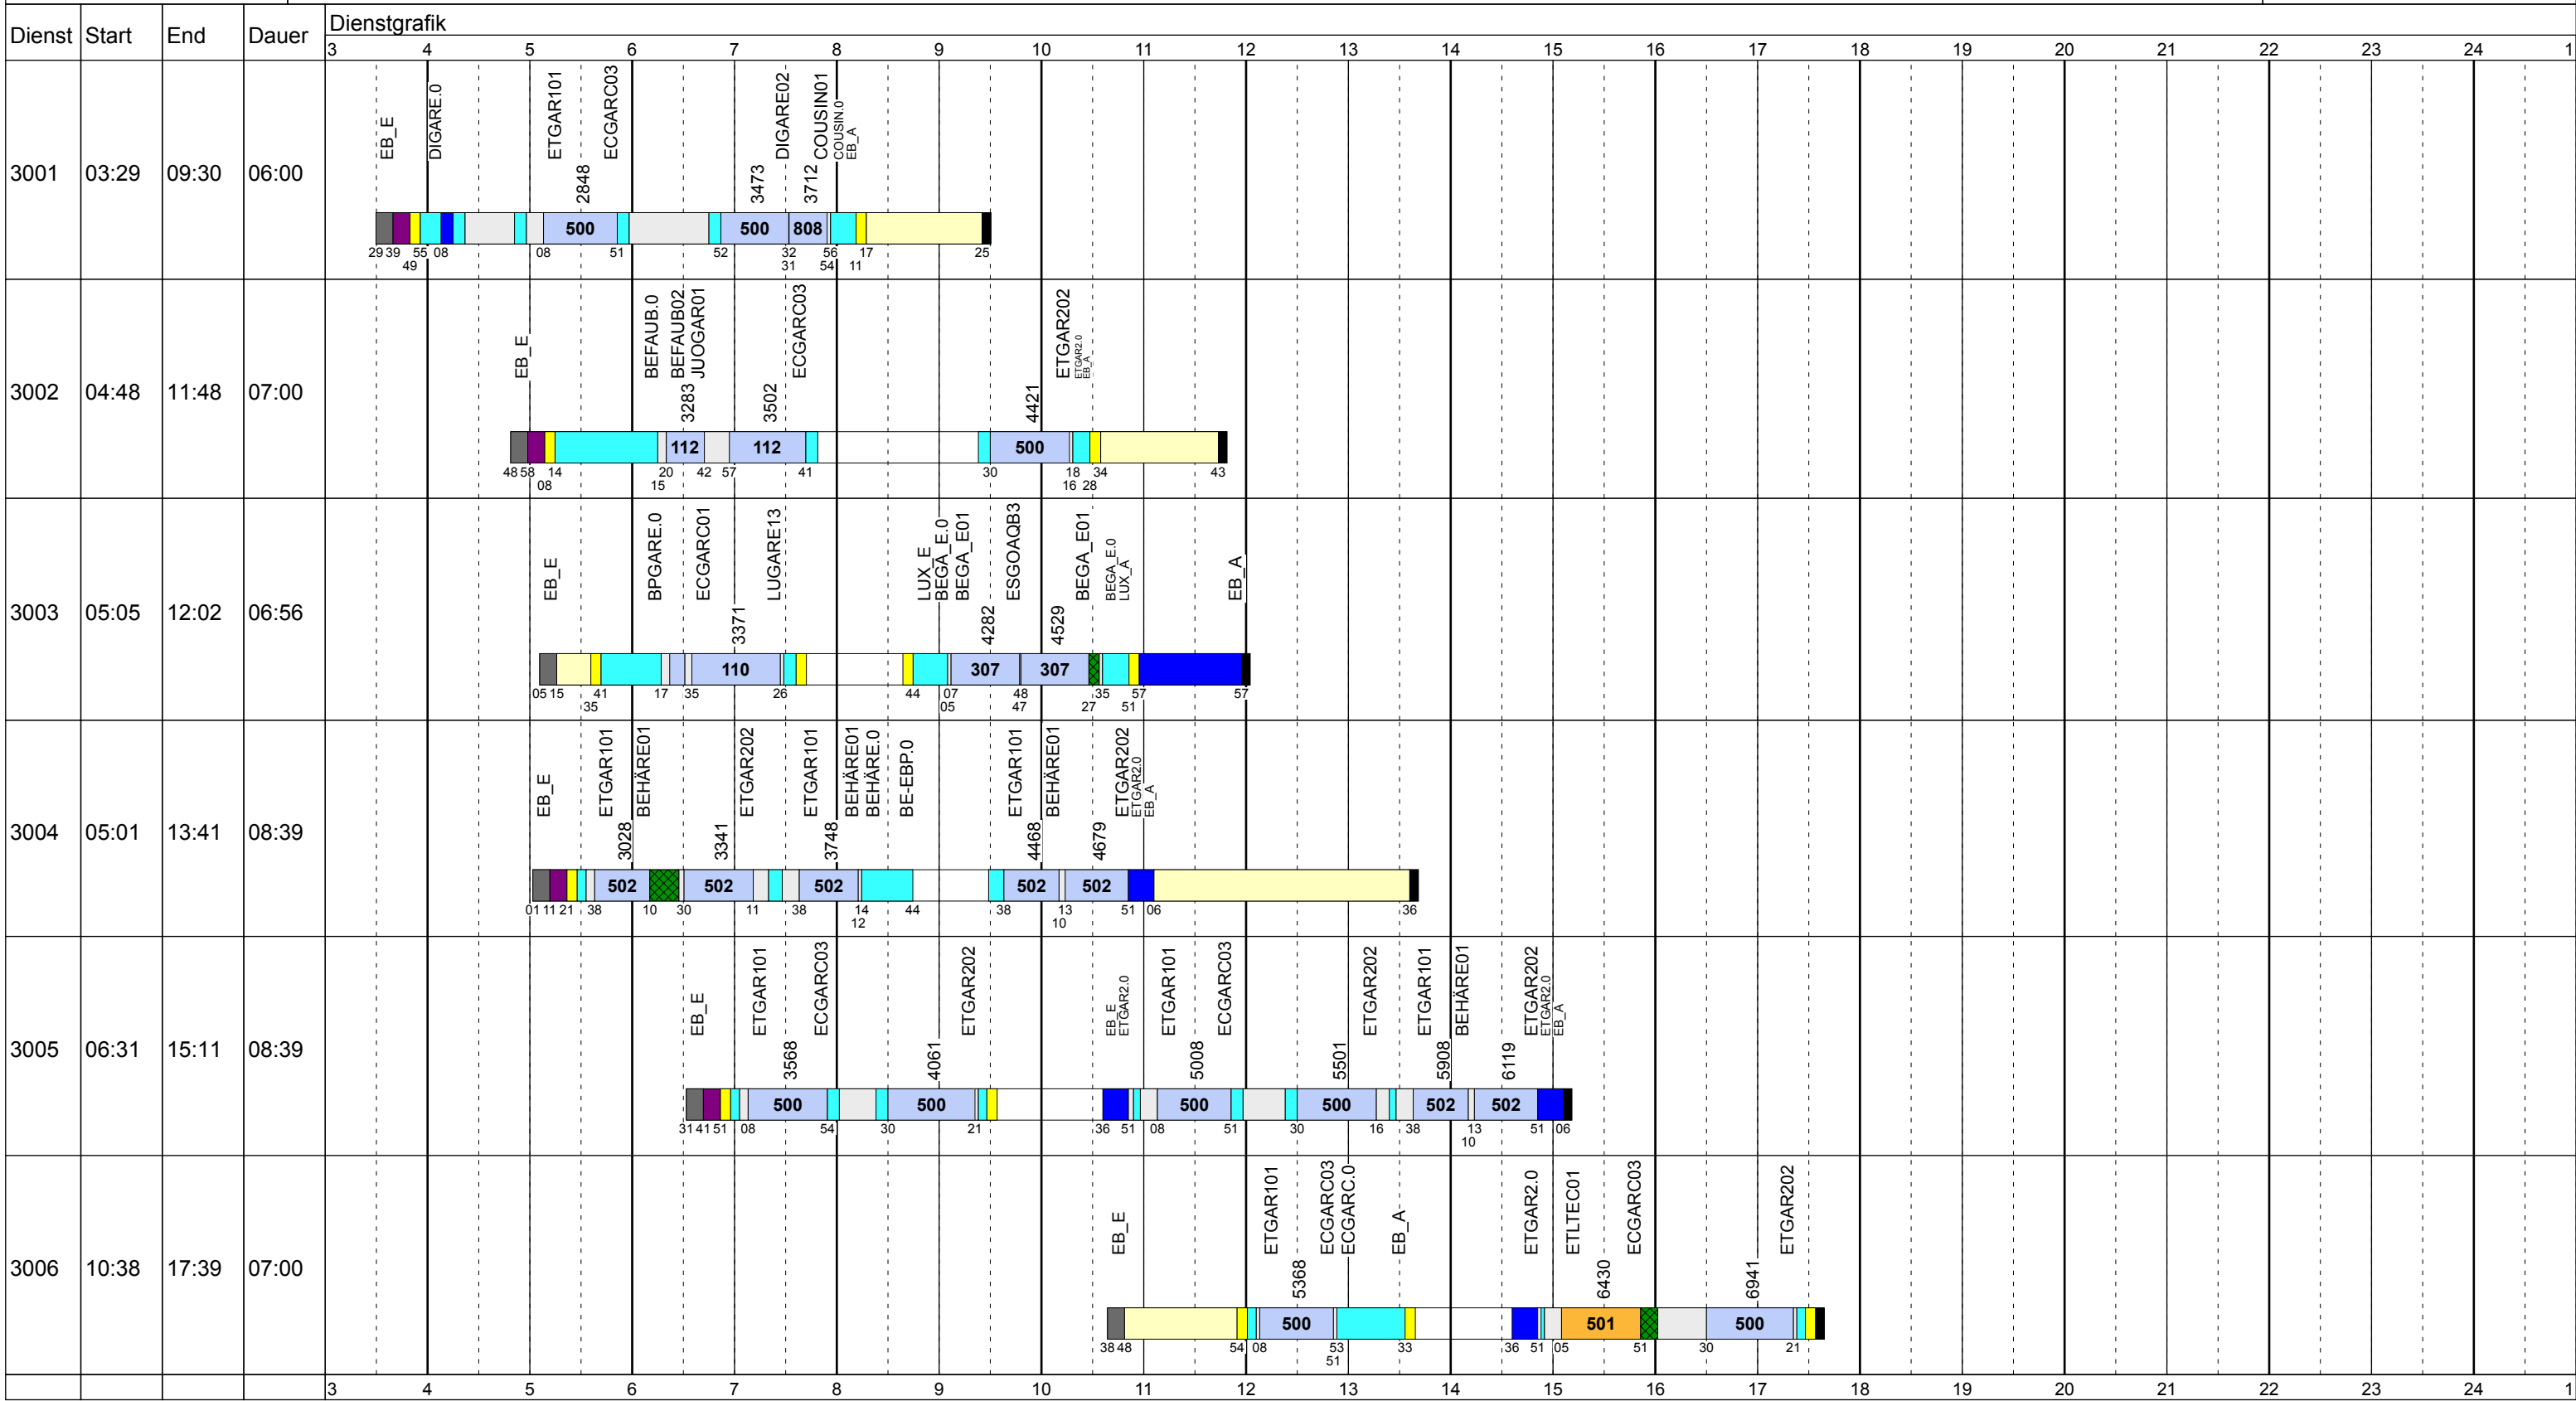 Dienst Start End Dauer Dienstgrafik
3 4 5 6 7 8 9 10 11 12 13 14 15 16 17 18 19 20 21 22 23 24 1
EB_E DIGARE.0 ETGAR101 ECGARC03 DIGARE02 COUSIN01 COUSIN.0 EB_A
2848 3473 3712
3001 03:29 09:30 06:00
500 500 808
29 39 55 08 08 51 52 32 56 17 25
49 31 54 11
EB_E BEFAUB.0 BEFAUB02 JUOGAR01 ECGARC03 ETGAR202 ETGAR2.0 EB_A
3283 3502 4421
3002 04:48 11:48 07:00
112 112 500
48 58 14 20 42 57 41 30 18 34 43
08 15 16 28
EB_E BPGARE.0 ECGARC01 LUGARE13 LUX_E BEGA_E.0 BEGA_E01 ESGOAQB3 BEGA_E01 BEGA_E.0 LUX_A EB_A
3371 4282 4529
3003 05:05 12:02 06:56
110 307 307
05 15 41 17 35 26 44 07 48 35 57 57
35 05 47 27 51
EB_E ETGAR101 BEHÄRE01 ETGAR202 ETGAR101 BEHÄRE01 BEHÄRE.0 BE-EBP.0 ETGAR101 BEHÄRE01 ETGAR202 ETGAR2.0 EB_A
3028 3341 3748 4468 4679
3004 05:01 13:41 08:39
502 502 502 502 502
01 11 21 38 10 30 11 38 14 44 38 13 51 06 36
12 10
EB_E ETGAR101 ECGARC03 ETGAR202 EB_E ETGAR2.0 ETGAR101 ECGARC03 ETGAR202 ETGAR101 BEHÄRE01 ETGAR202 ETGAR2.0 EB_A
3568 4061 5008 5501 5908 6119
3005 06:31 15:11 08:39
500 500 500 500 502 502
31 41 51 08 54 30 21 36 51 08 51 30 16 38 13 51 06
10
EB_E ETGAR101 ECGARC03 ECGARC.0 EB_A ETGAR2.0 ETLTEC01 ECGARC03 ETGAR202
5368 6430 6941
3006 10:38 17:39 07:00
500 501 500
38 48 54 08 53 33 36 51 05 51 30 21
51
3 4 5 6 7 8 9 10 11 12 13 14 15 16 17 18 19 20 21 22 23 24 1